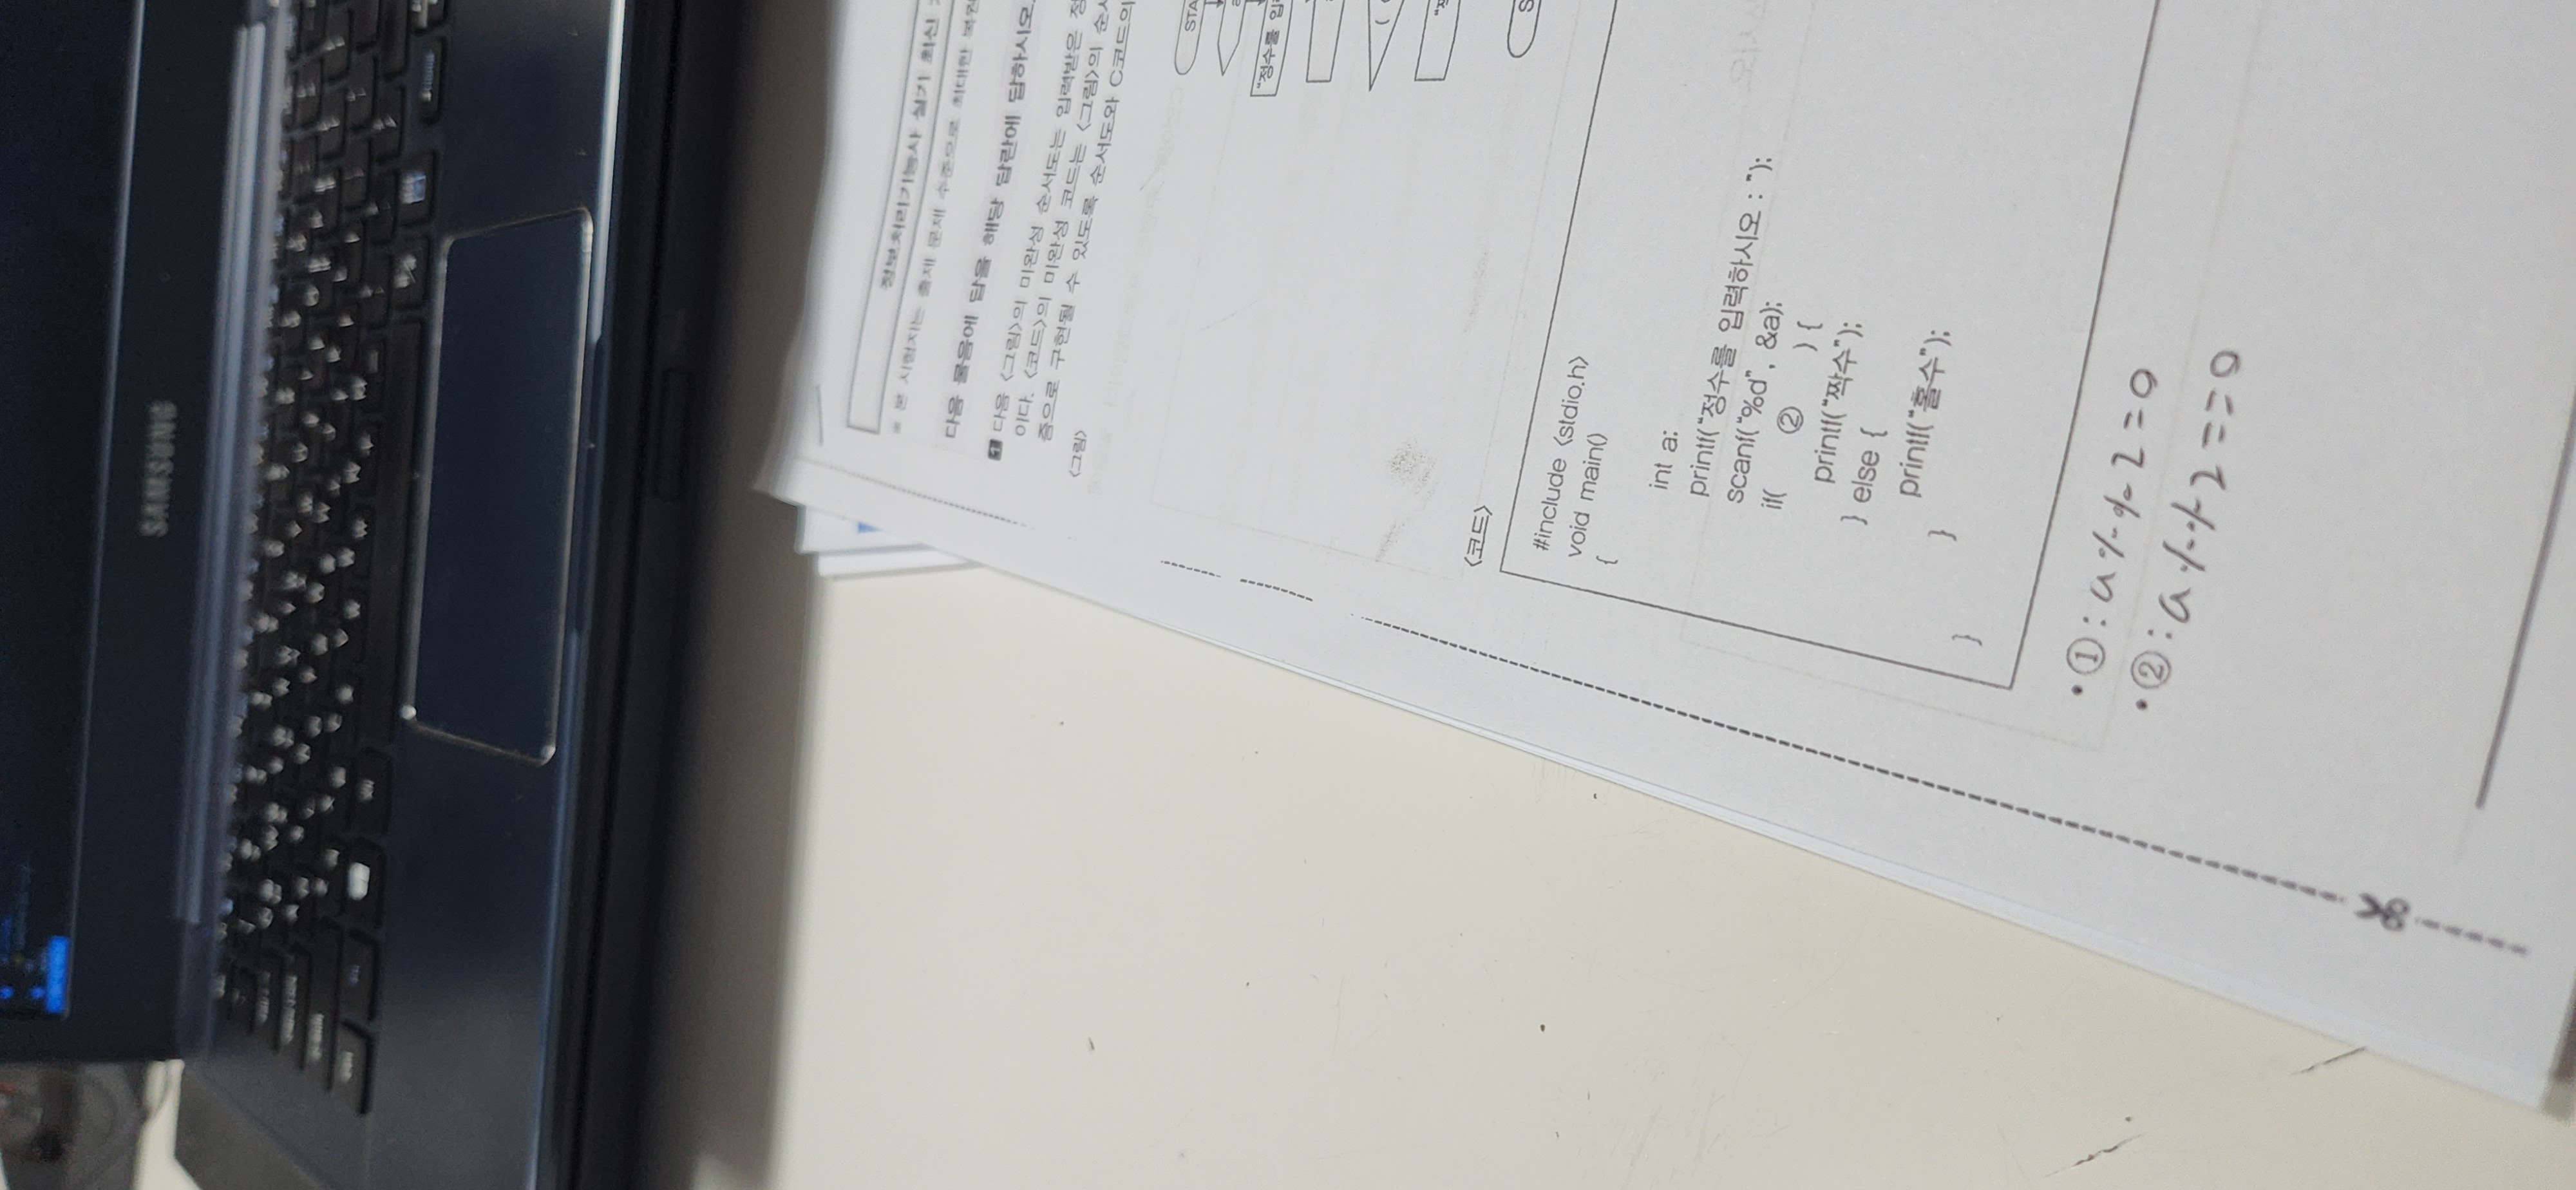 SAMSUNG
정보처리기능사 실기 최신
※ 본 시험지는 출제 문제 수준으로 최대한 복원
다음 물음에 답을 해당 답란에 답하시오.
1 다음 〈그림〉의 미완성 순서도는 입력받은 정
이다. 〈코드〉의 미완성 코드는 〈그림〉의 순서
즘으로 구현될 수 있도록 순서도와 C코드의
〈그림〉
STA
"정수를 입력
(
"짝
S
〈코드〉
#include 〈stdio.h〉
void main()
{
int a;
printf("정수를 입력하시오 : ");
scanf("%d", &a);
if( ② ) {
printf("짝수");
} else {
printf("홀수");
}
}
• ① : a%%2=0
• ② : a%%2==0